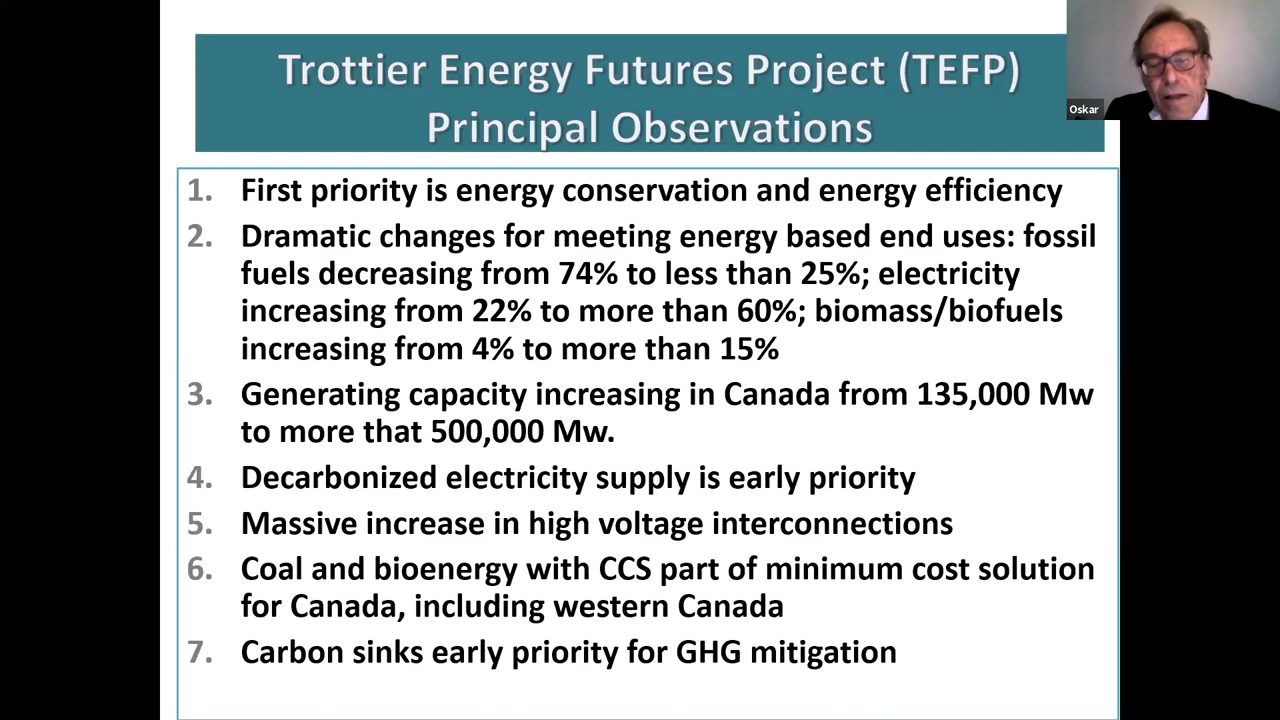 Trottier Energy Futures Project (TEFP)
Principal Observations
Oskar
1. First priority is energy conservation and energy efficiency
2. Dramatic changes for meeting energy based end uses: fossil
fuels decreasing from 74% to less than 25%; electricity
increasing from 22% to more than 60%; biomass/biofuels
increasing from 4% to more than 15%
3. Generating capacity increasing in Canada from 135,000 Mw
to more that 500,000 Mw.
4. Decarbonized electricity supply is early priority
5. Massive increase in high voltage interconnections
6. Coal and bioenergy with CCS part of minimum cost solution
for Canada, including western Canada
7. Carbon sinks early priority for GHG mitigation